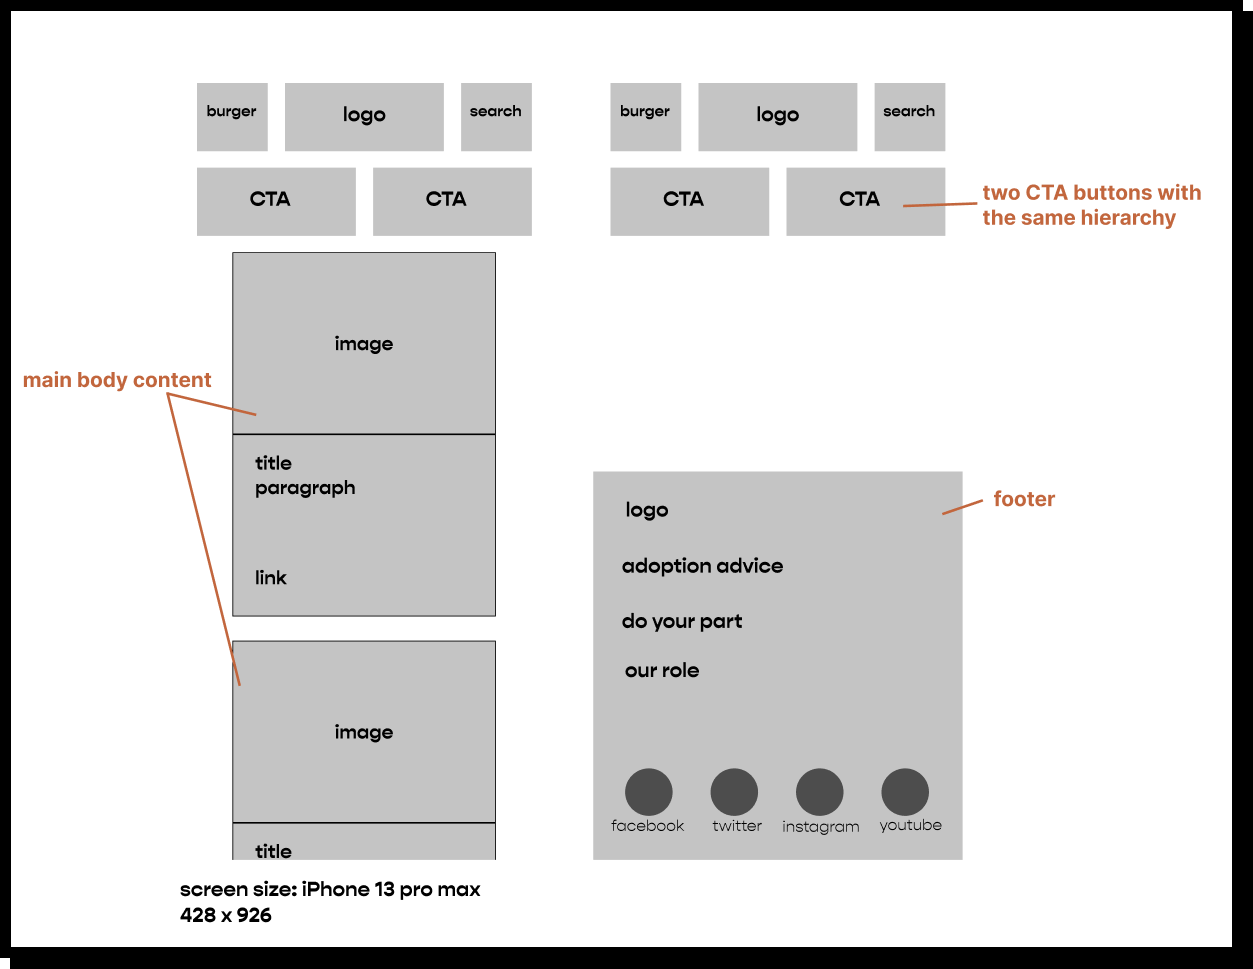 burger
logo
search
CTA
CTA
image
main body content
title
paragraph
link
image
title
screen size: iPhone 13 pro max
428 x 926
burger
logo
search
CTA
CTA
two CTA buttons with
the same hierarchy
footer
logo
adoption advice
do your part
our role
facebook
twitter
instagram
youtube